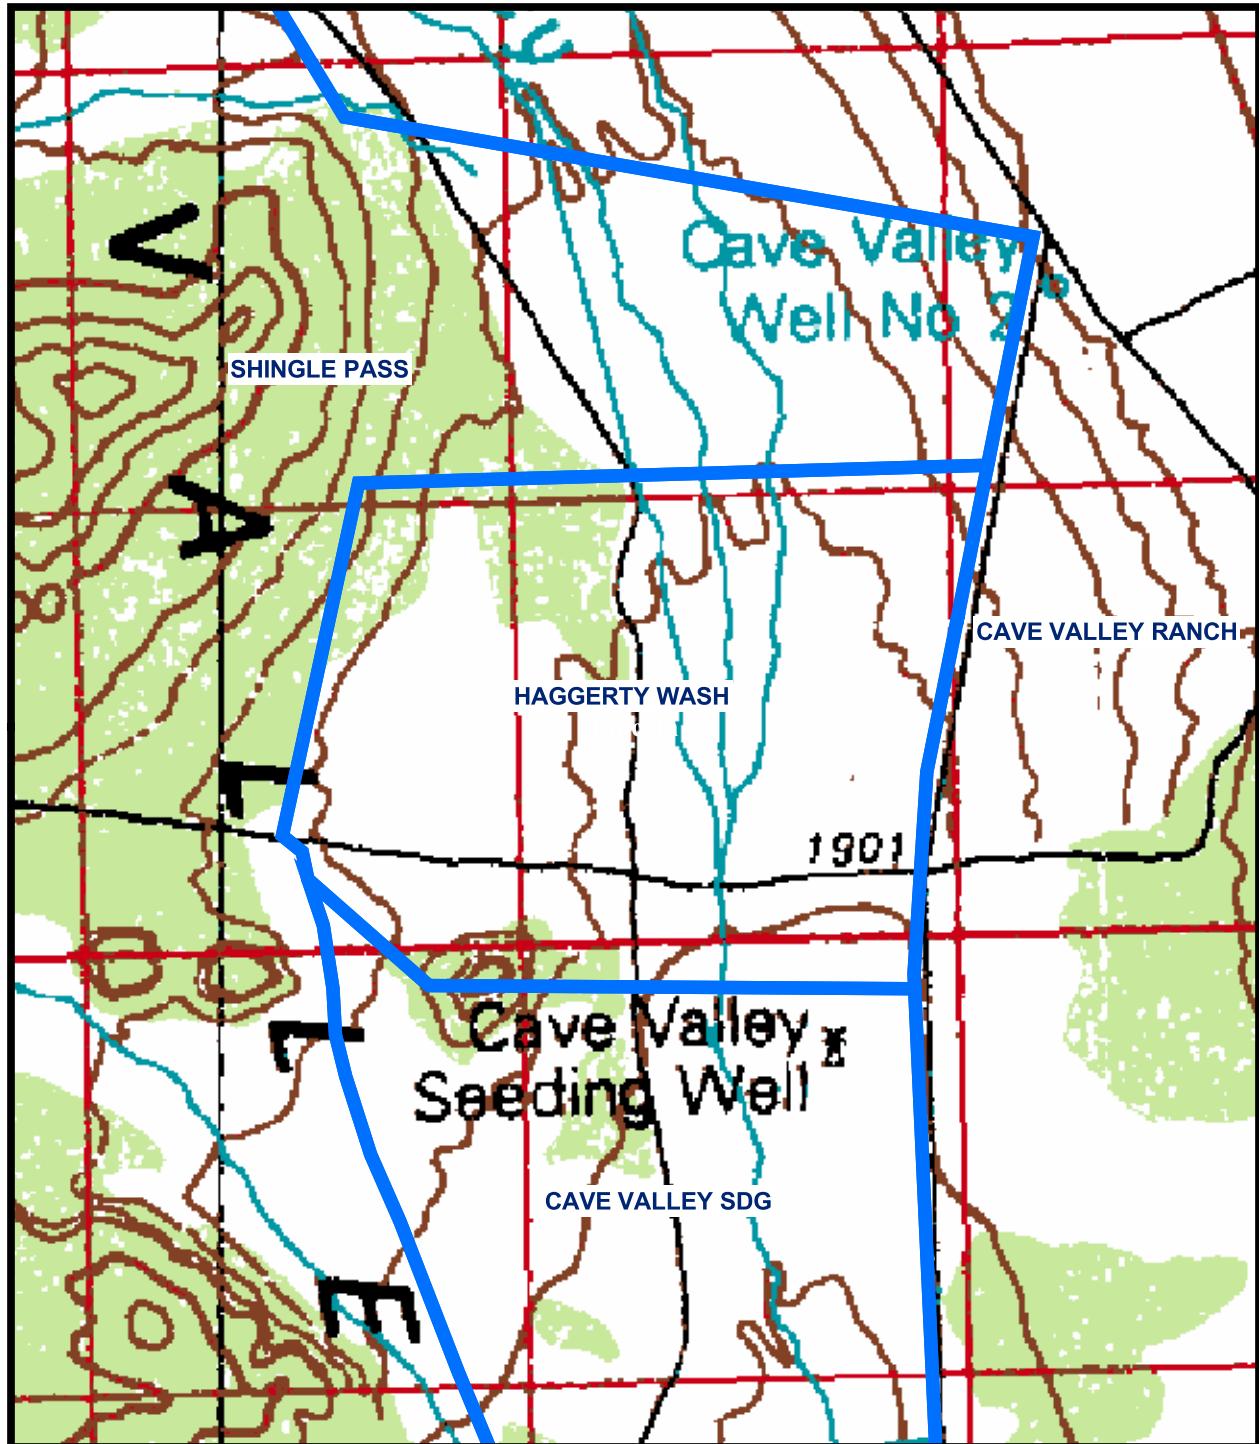 Cave Valley
Well No 2
SHINGLE PASS
CAVE VALLEY RANCH
HAGGERTY WASH
1901
Cave Valley
Seeding Well
CAVE VALLEY SDG
V
A
L
L
E